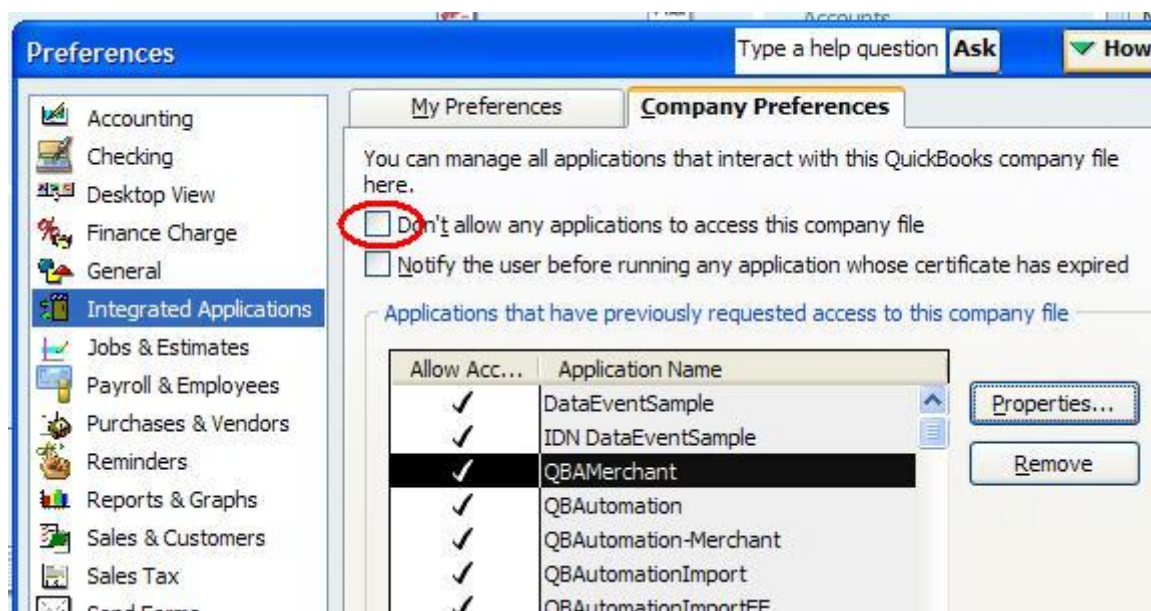 Accounts
Preferences
Type a help question Ask
How
Accounting
Checking
Desktop View
Finance Charge
General
Integrated Applications
Jobs & Estimates
Payroll & Employees
Purchases & Vendors
Reminders
Reports & Graphs
Sales & Customers
Sales Tax
Send Forms
My Preferences
Company Preferences
You can manage all applications that interact with this QuickBooks company file
here.
Don't allow any applications to access this company file
Notify the user before running any application whose certificate has expired
Applications that have previously requested access to this company file
Allow Acc... Application Name
DataEventSample
IDN DataEventSample
QBAMerchant
QBAutomation
QBAutomation-Merchant
QBAutomationImport
QBAutomationImportEE
Properties...
Remove